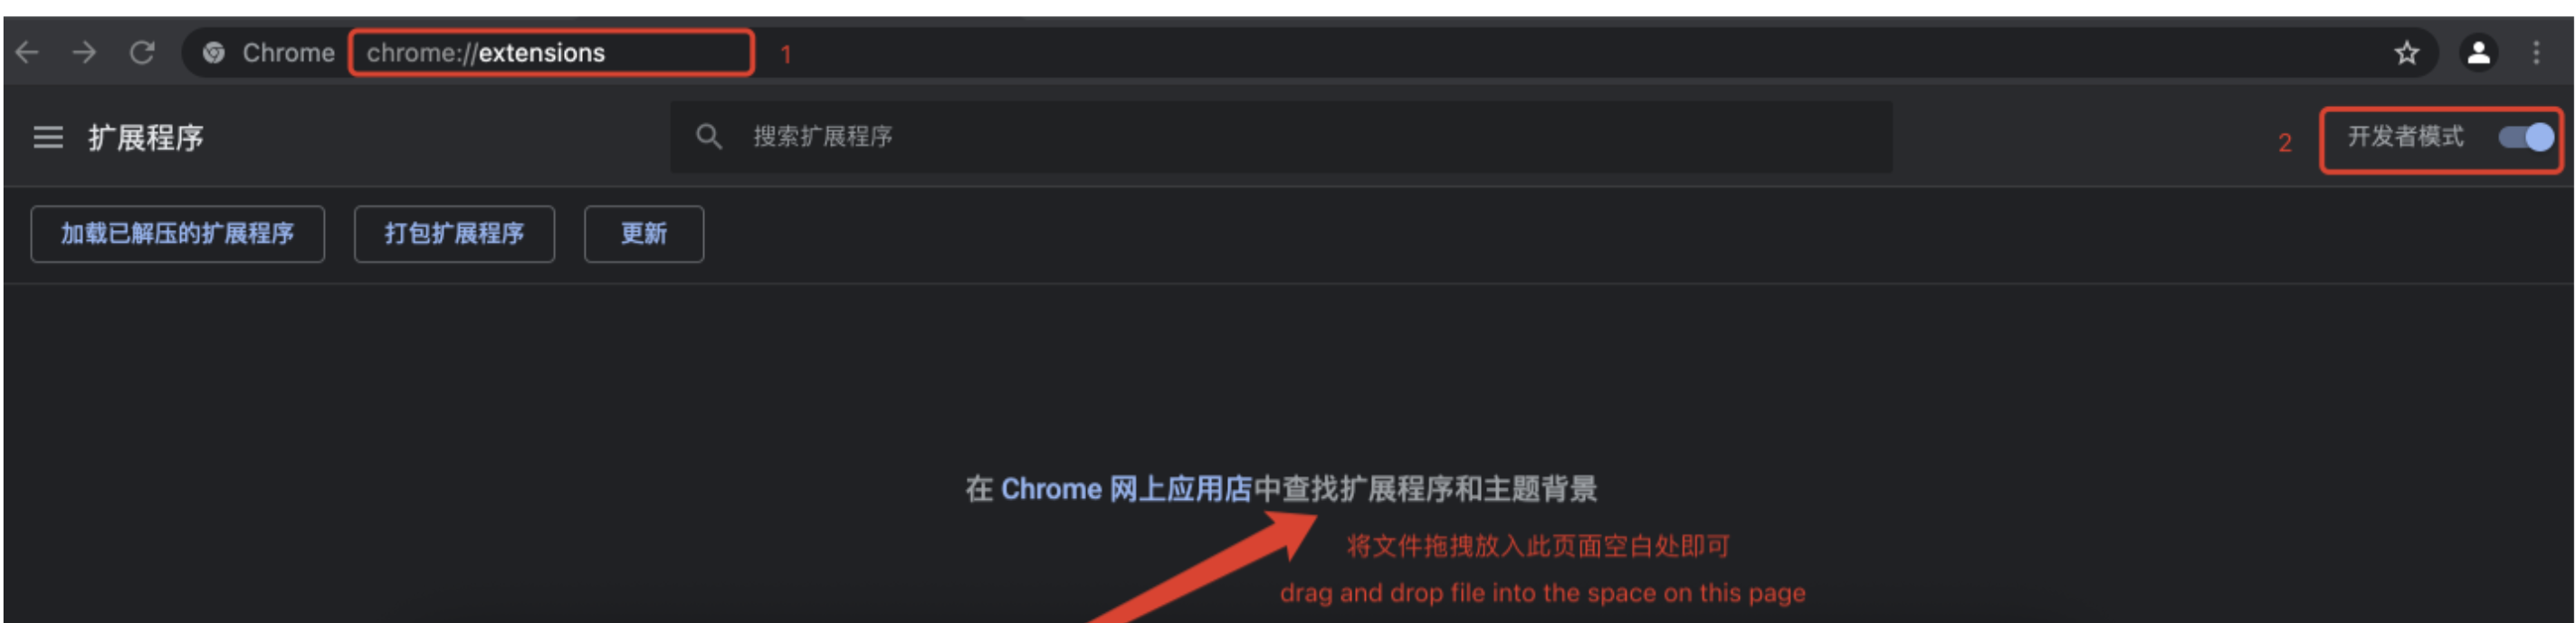 Chrome chrome://extensions 1
扩展程序 搜索扩展程序 2 开发者模式
加载已解压的扩展程序 打包扩展程序 更新
在 Chrome 网上应用店中查找扩展程序和主题背景
将文件拖拽放入此页面空白处即可
drag and drop file into the space on this page